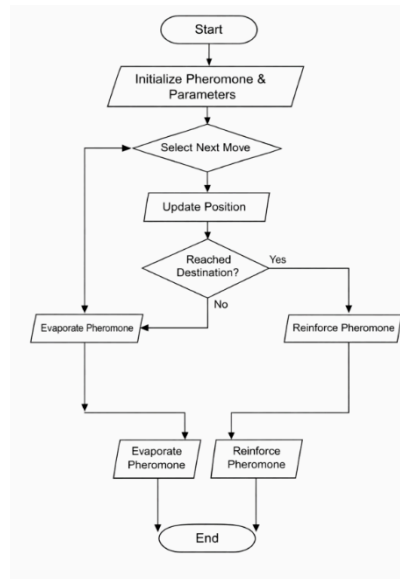 Start
Initialize Pheromone &
Parameters
Select Next Move
Update Position
Reached
Destination?
Yes
No
Evaporate Pheromone
Reinforce Pheromone
Evaporate
Pheromone
Reinforce
Pheromone
End